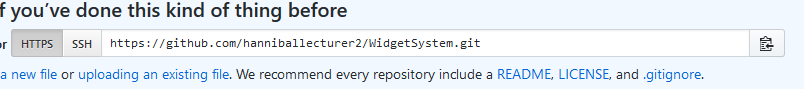 f you've done this kind of thing before
or HTTPS SSH https://github.com/hanniballecturer2/WidgetSystem.git
a new file or uploading an existing file. We recommend every repository include a README, LICENSE, and .gitignore.